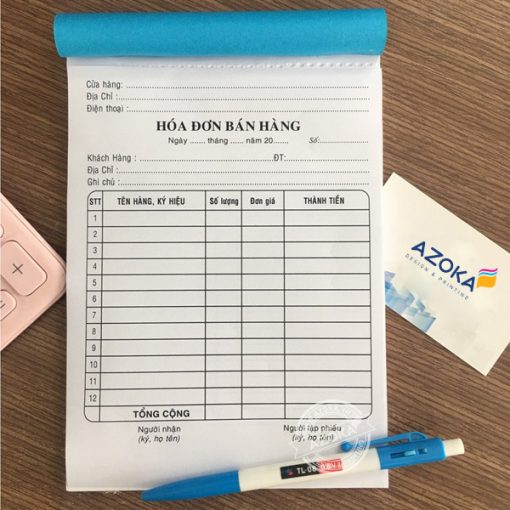 Cửa hàng:
Địa Chỉ :
Điện thoại :
HÓA ĐƠN BÁN HÀNG
Ngày ....... tháng ...... năm 20....... Số:
Khách Hàng : ĐT:
Địa Chỉ :
Ghi chú :
STT TÊN HÀNG, KÝ HIỆU Số lượng Đơn giá THÀNH TIỀN
1
2
3
4
5
6
7
8
9
10
11
12
TỔNG CỘNG
Người nhận Người lập phiếu
(ký, họ tên) (ký, họ tên)
AZOKA
DESIGN & PRINTING
TL-08
+